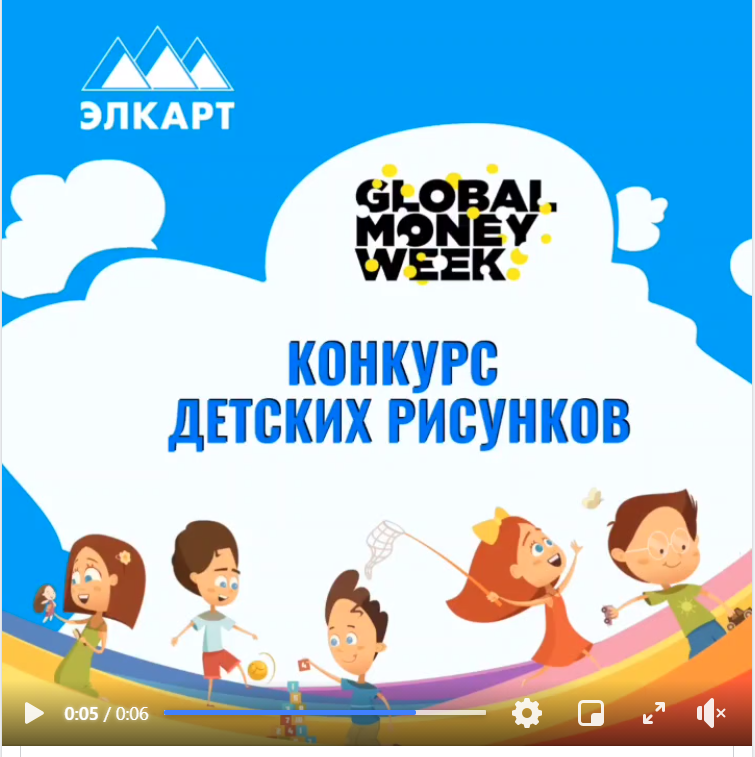 ЭЛКАРТ
GLOBAL
MONEY
WEEK
КОНКУРС
ДЕТСКИХ РИСУНКОВ
0:05 / 0:06